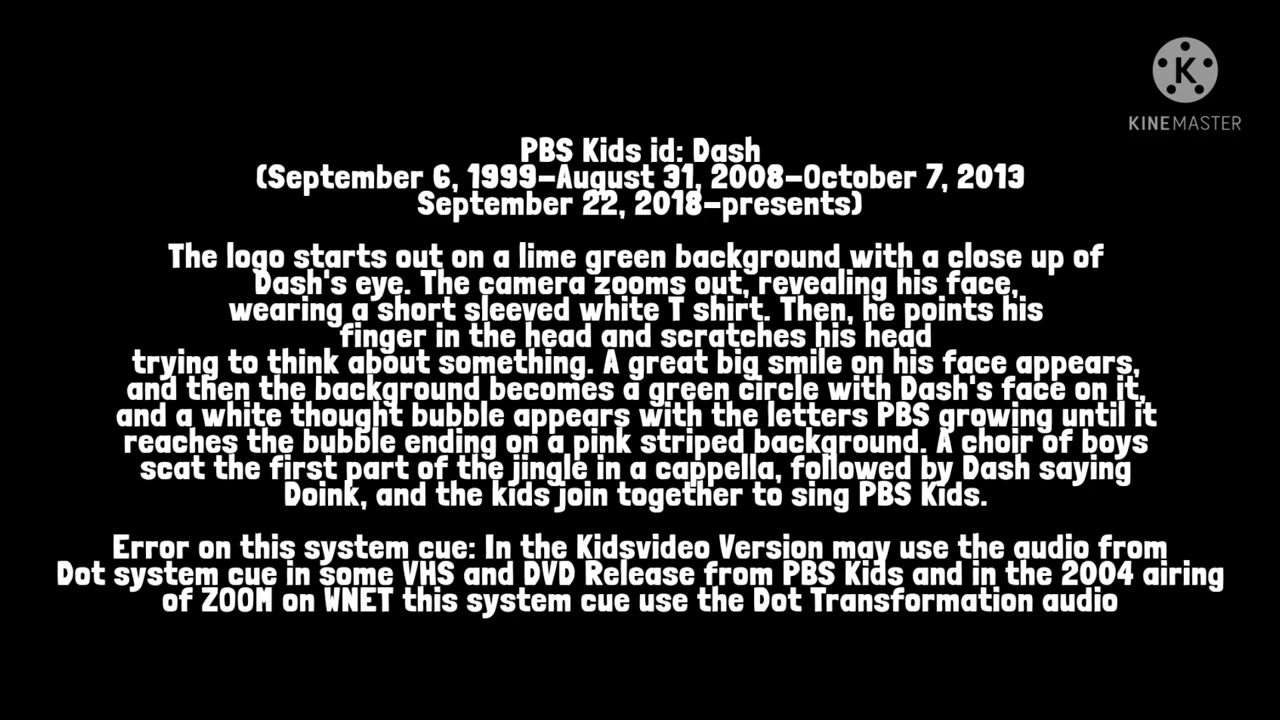 K
KINEMASTER
PBS Kids id: Dash
(September 6, 1999-August 31, 2008-October 7, 2013
September 22, 2018-presents)
The logo starts out on a lime green background with a close up of
Dash's eye. The camera zooms out, revealing his face,
wearing a short sleeved white T shirt. Then, he points his
finger in the head and scratches his head
trying to think about something. A great big smile on his face appears,
and then the background becomes a green circle with Dash's face on it,
and a white thought bubble appears with the letters PBS growing until it
reaches the bubble ending on a pink striped background. A choir of boys
scat the first part of the jingle in a cappella, followed by Dash saying
Doink, and the kids join together to sing PBS Kids.
Error on this system cue: In the Kidsvideo Version may use the audio from
Dot system cue in some VHS and DVD Release from PBS Kids and in the 2004 airing
of ZOOM on WNET this system cue use the Dot Transformation audio